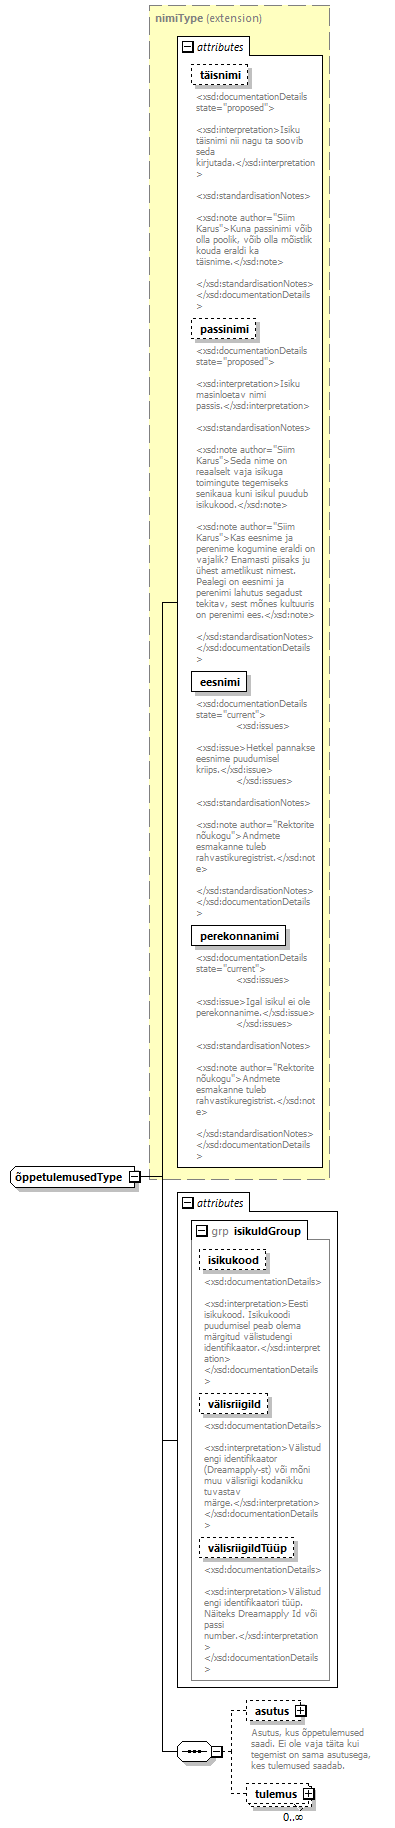 nimiType (extension)
attributes
täisnimi
<xsd:documentationDetails
state="proposed">
<xsd:interpretation>Isiku
täisnimi nii nagu ta soovib
seda
kirjutada.</xsd:interpretation
>
<xsd:standardisationNotes>
<xsd:note author="Siim
Karus">Kuna passinimi võib
olla poolik, võib olla mõistlik
kouda eraldi ka
täisnime.</xsd:note>
</xsd:standardisationNotes>
</xsd:documentationDetails
>
passinimi
<xsd:documentationDetails
state="proposed">
<xsd:interpretation>Isiku
masinloetav nimi
passis.</xsd:interpretation>
<xsd:standardisationNotes>
<xsd:note author="Siim
Karus">Seda nime on
reaalselt vaja isikuga
toimingute tegemiseks
senikaua kuni isikul puudub
isikukood.</xsd:note>
<xsd:note author="Siim
Karus">Kas eesnime ja
perenime kogumine eraldi on
vajalik? Enamasti piisaks ju
ühest ametlikust nimest.
Pealegi on eesnimi ja
perenimi lahutus segadust
tekitav, sest mõnes kultuuris
on perenimi ees.</xsd:note>
</xsd:standardisationNotes>
</xsd:documentationDetails
>
eesnimi
<xsd:documentationDetails
state="current">
<xsd:issues>
<xsd:issue>Hetkel pannakse
eesnime puudumisel
kriips.</xsd:issue>
</xsd:issues>
<xsd:standardisationNotes>
<xsd:note author="Rektorite
nõukogu">Andmete
esmakanne tuleb
rahvastikuregistrist.</xsd:not
e>
</xsd:standardisationNotes>
</xsd:documentationDetails
>
perekonnanimi
<xsd:documentationDetails
state="current">
<xsd:issues>
<xsd:issue>Igal isikul ei ole
perekonnanime.</xsd:issue>
</xsd:issues>
<xsd:standardisationNotes>
<xsd:note author="Rektorite
nõukogu">Andmete
esmakanne tuleb
rahvastikuregistrist.</xsd:not
e>
</xsd:standardisationNotes>
</xsd:documentationDetails
>
õppetulemusedType
attributes
grp isikuIdGroup
isikukood
<xsd:documentationDetails>
<xsd:interpretation>Eesti
isikukood. Isikukoodi
puudumisel peab olema
märgitud välistudengi
identifikaator.</xsd:interpret
ation>
</xsd:documentationDetails
>
välisriigiId
<xsd:documentationDetails>
<xsd:interpretation>Välistud
engi identifikaator
(Dreamapply-st) või mõni
muu välisriigi kodanikku
tuvastav
märge.</xsd:interpretation>
</xsd:documentationDetails
>
välisriigiIdTüüp
<xsd:documentationDetails>
<xsd:interpretation>Välistud
engi identifikaatori tüüp.
Näiteks Dreamapply Id või
passi
number.</xsd:interpretation
>
</xsd:documentationDetails
>
asutus
Asutus, kus õppetulemused
saadi. Ei ole vaja täita kui
tegemist on sama asutusega,
kes tulemused saadab.
tulemus
0..∞